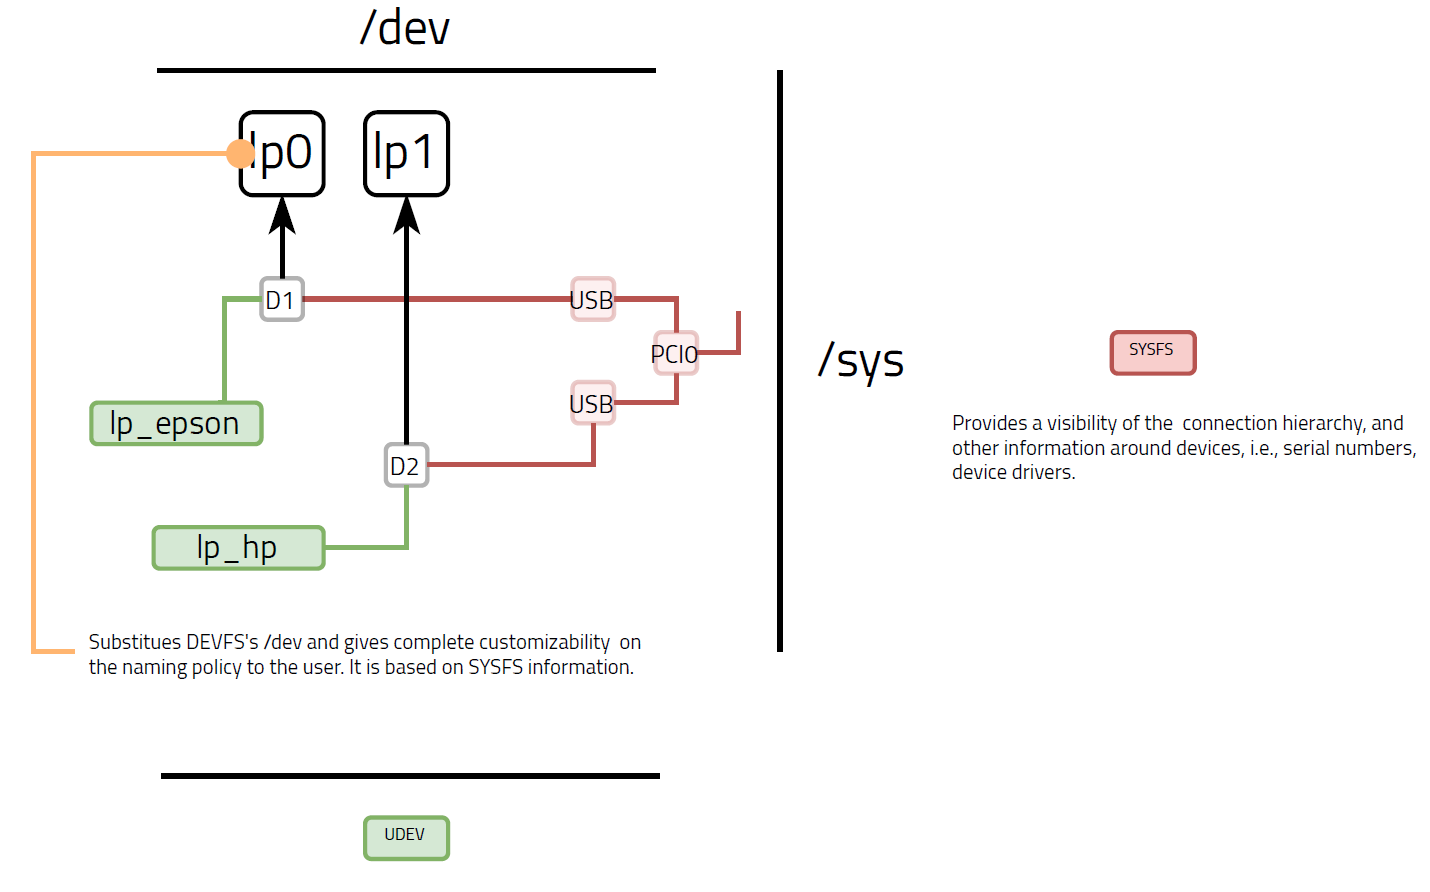 /dev
lp0
lp1
D1
USB
PCI0
/sys
SYSFS
USB
lp_epson
D2
Provides a visibility of the  connection hierarchy, and
other information around devices, i.e., serial numbers,
device drivers.
lp_hp
Substitues DEVFS's /dev and gives complete customizability  on
the naming policy to the user. It is based on SYSFS information.
UDEV